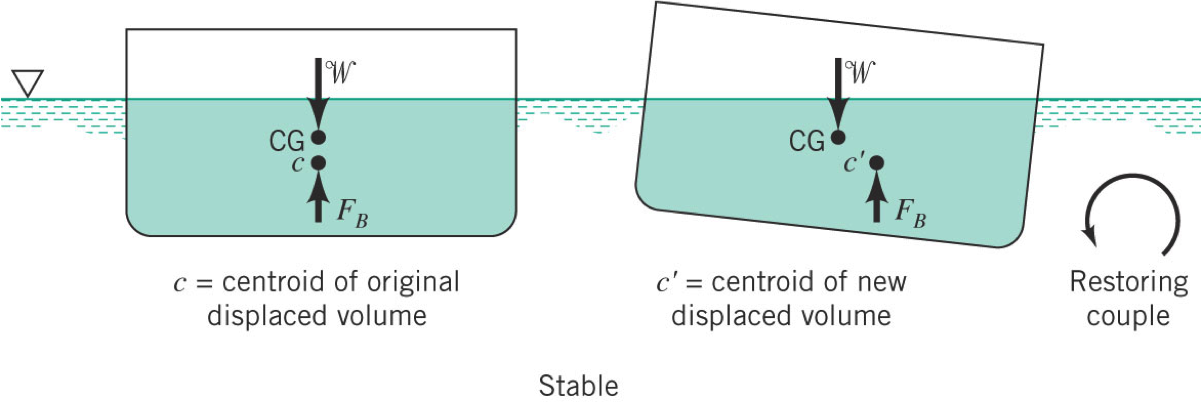 𝒲
CG
c
F_B
𝒲
CG
c′
F_B
c = centroid of original
displaced volume
c′ = centroid of new
displaced volume
Restoring
couple
Stable